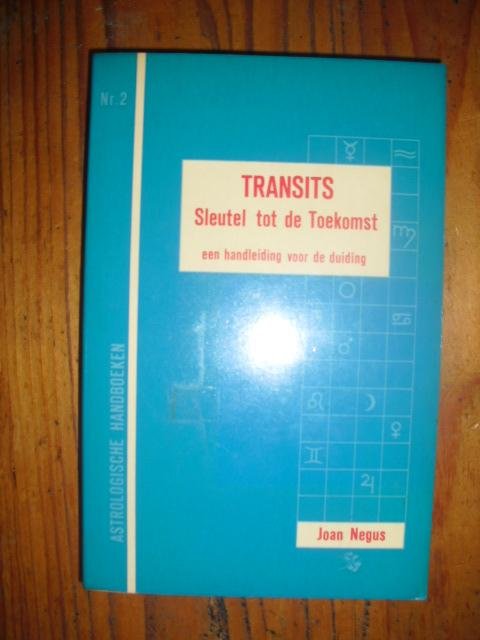 Nr. 2
TRANSITS
Sleutel tot de Toekomst
een handleiding voor de duiding
ASTROLOGISCHE HANDBOEKEN
Joan Negus